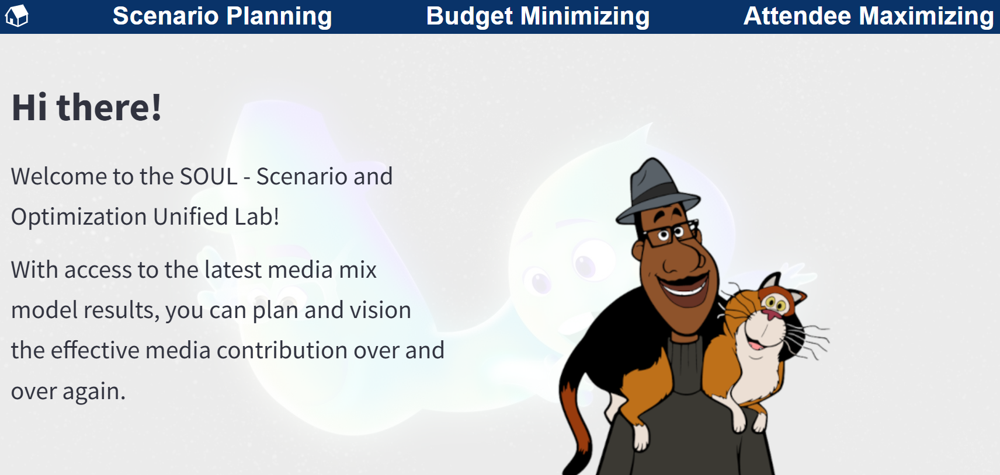 Scenario Planning Budget Minimizing Attendee Maximizing
Hi there!
Welcome to the SOUL - Scenario and
Optimization Unified Lab!
With access to the latest media mix
model results, you can plan and vision
the effective media contribution over and
over again.